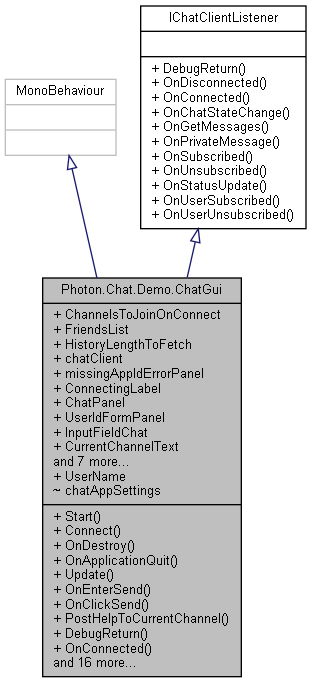 IChatClientListener
+ DebugReturn()
+ OnDisconnected()
+ OnConnected()
+ OnChatStateChange()
+ OnGetMessages()
+ OnPrivateMessage()
+ OnSubscribed()
+ OnUnsubscribed()
+ OnStatusUpdate()
+ OnUserSubscribed()
+ OnUserUnsubscribed()
MonoBehaviour
Photon.Chat.Demo.ChatGui
+ ChannelsToJoinOnConnect
+ FriendsList
+ HistoryLengthToFetch
+ chatClient
+ missingAppIdErrorPanel
+ ConnectingLabel
+ ChatPanel
+ UserIdFormPanel
+ InputFieldChat
+ CurrentChannelText
and 7 more...
+ UserName
~ chatAppSettings
+ Start()
+ Connect()
+ OnDestroy()
+ OnApplicationQuit()
+ Update()
+ OnEnterSend()
+ OnClickSend()
+ PostHelpToCurrentChannel()
+ DebugReturn()
+ OnConnected()
and 16 more...